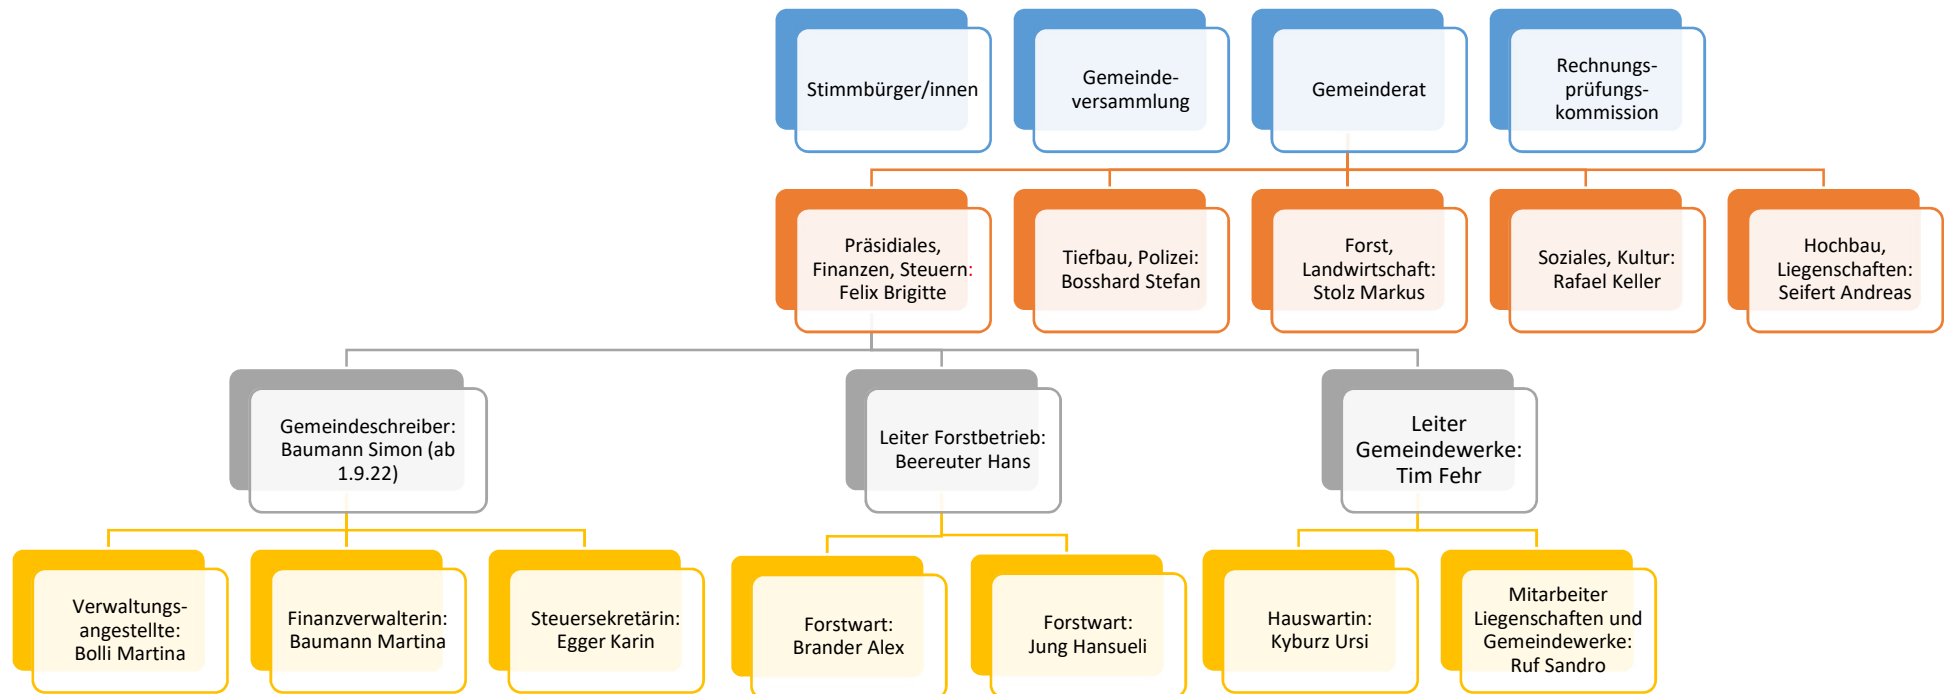 Stimmbürger/innen
Gemeinde-
versammlung
Gemeinderat
Rechnungs-
prüfungs-
kommission
Präsidiales,
Finanzen, Steuern:
Felix Brigitte
Tiefbau, Polizei:
Bosshard Stefan
Forst,
Landwirtschaft:
Stolz Markus
Soziales, Kultur:
Rafael Keller
Hochbau,
Liegenschaften:
Seifert Andreas
Gemeindeschreiber:
Baumann Simon (ab
1.9.22)
Leiter Forstbetrieb:
Beereuter Hans
Leiter
Gemeindewerke:
Tim Fehr
Verwaltungs-
angestellte:
Bolli Martina
Finanzverwalterin:
Baumann Martina
Steuersekretärin:
Egger Karin
Forstwart:
Brander Alex
Forstwart:
Jung Hansueli
Hauswartin:
Kyburz Ursi
Mitarbeiter
Liegenschaften und
Gemeindewerke:
Ruf Sandro